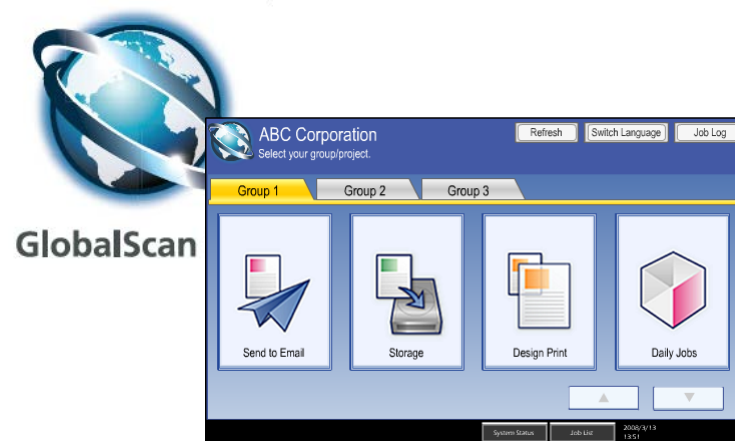 GlobalScan
ABC Corporation
Select your group/project.
Refresh
Switch Language
Job Log
Group 1
Group 2
Group 3
Send to Email
Storage
Design Print
Daily Jobs
System Status
Job List
2008/3/13
13:51